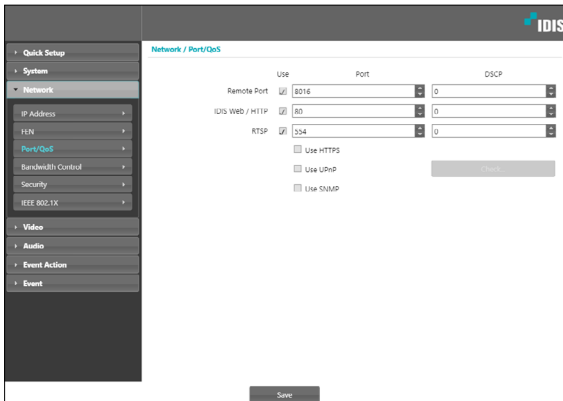 IDIS
Quick Setup
System
Network
IP Address
FEN
Port/QoS
Bandwidth Control
Security
IEEE 802.1X
Video
Audio
Event Action
Event
Network / Port/QoS
Use Port DSCP
Remote Port 8016 0
IDIS Web / HTTP 80 0
RTSP 554 0
Use HTTPS
Use UPnP Check...
Use SNMP
Save